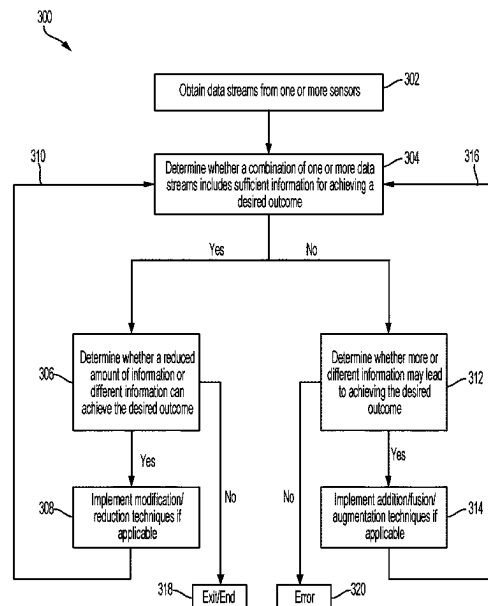 300
302
Obtain data streams from one or more sensors
310
304
316
Determine whether a combination of one or more data
streams includes sufficient information for achieving a
desired outcome
Yes
No
306
Determine whether a reduced
amount of information or
different information can
achieve the desired outcome
Determine whether more or
different information may lead
to achieving the desired
outcome
312
Yes
No
No
Yes
308
Implement modification/
reduction techniques if
applicable
Implement addition/fusion/
augmentation techniques if
applicable
314
318
Exit/End
Error
320